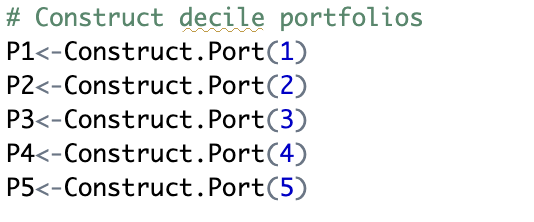 # Construct decile portfolios
P1<-Construct.Port(1)
P2<-Construct.Port(2)
P3<-Construct.Port(3)
P4<-Construct.Port(4)
P5<-Construct.Port(5)